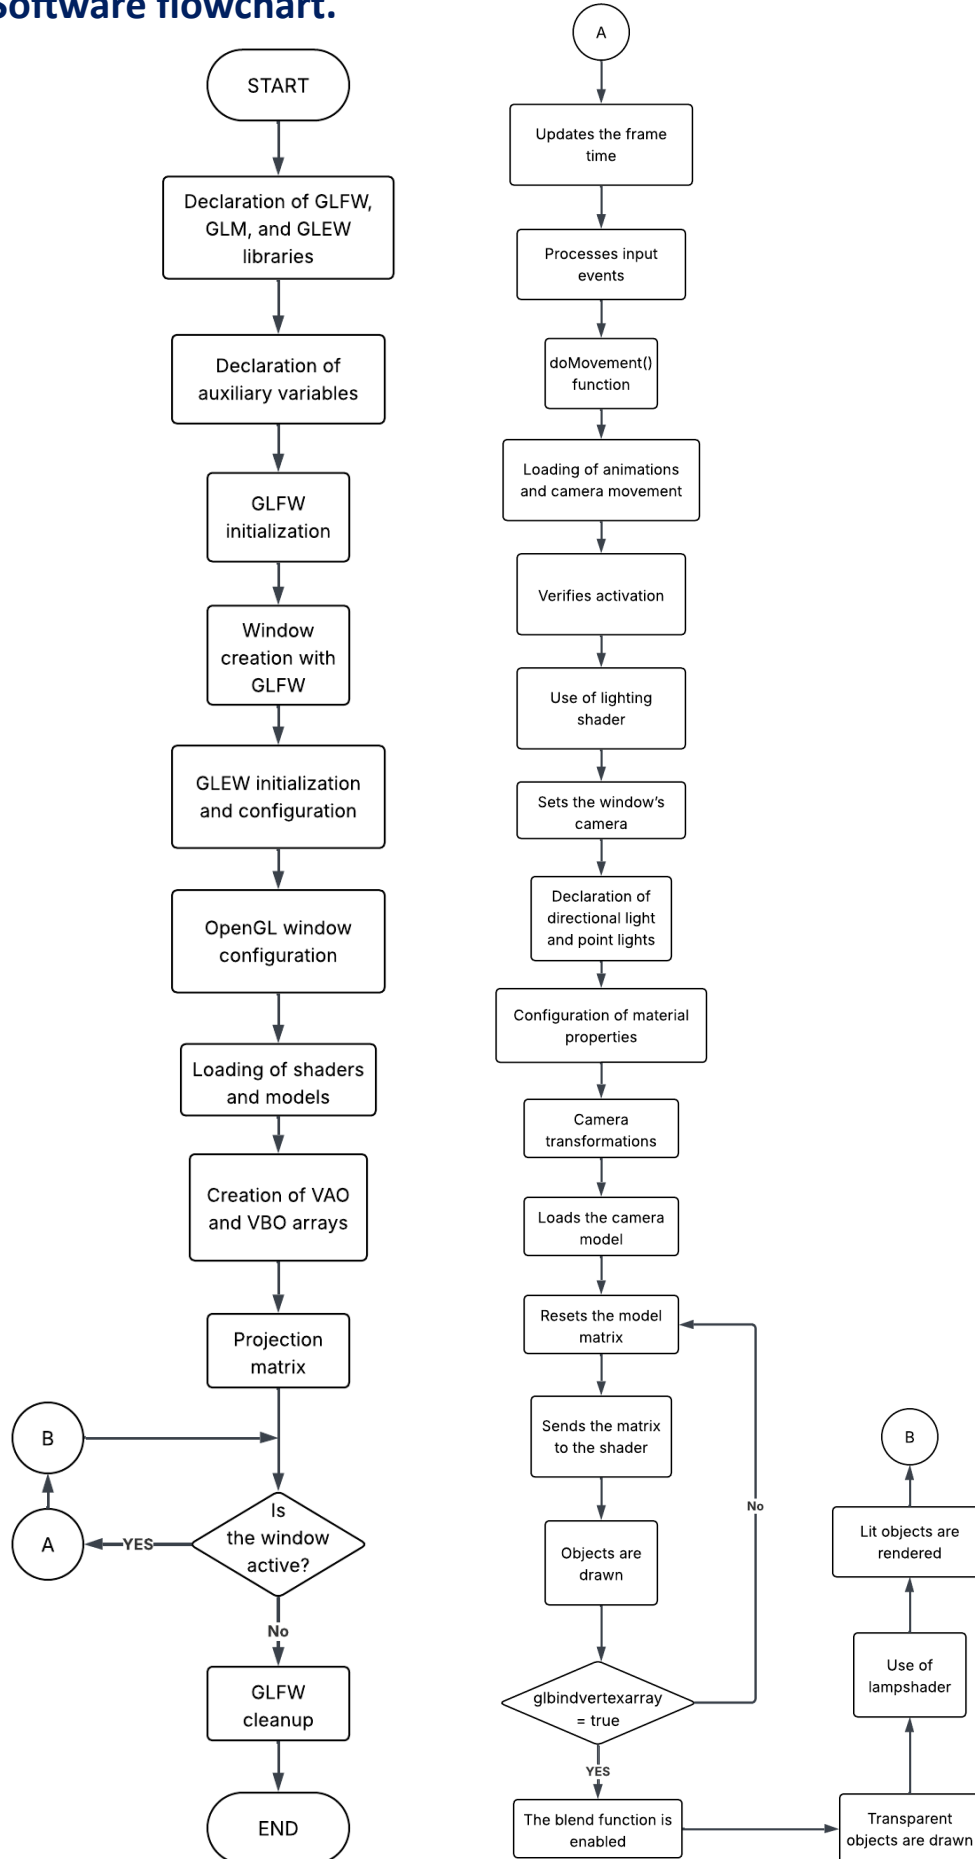 Software flowchart.
START
Declaration of GLFW,
GLM, and GLEW
libraries
Declaration of
auxiliary variables
GLFW
initialization
Window
creation with
GLFW
GLEW initialization
and configuration
OpenGL window
configuration
Loading of shaders
and models
Creation of VAO
and VBO arrays
Projection
matrix
B
A
YES
Is
the window
active?
No
GLFW
cleanup
END
A
Updates the frame
time
Processes input
events
doMovement()
function
Loading of animations
and camera movement
Verifies activation
Use of lighting
shader
Sets the window's
camera
Declaration of
directional light
and point lights
Configuration of material
properties
Camera
transformations
Loads the camera
model
Resets the model
matrix
Sends the matrix
to the shader
Objects are
drawn
glbindvertexarray
= true
No
YES
The blend function is
enabled
Transparent
objects are drawn
Use of
lampshader
Lit objects are
rendered
B